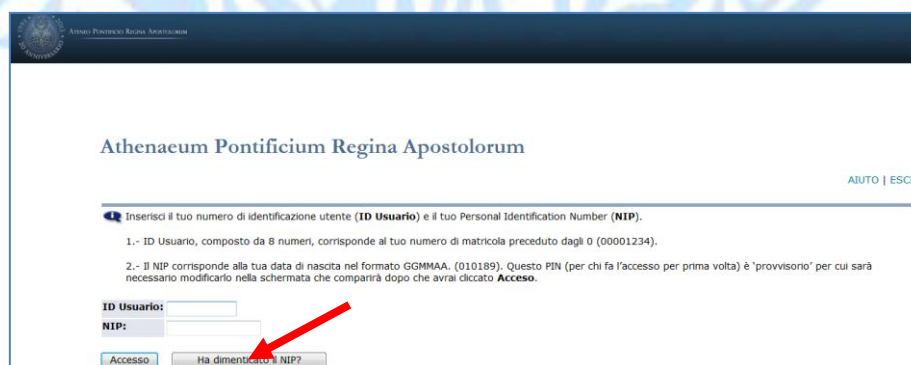 ATENEO PONTIFICIO REGINA APOSTOLORUM
Athenaeum Pontificium Regina Apostolorum
AIUTO | ESCI
Inserisci il tuo numero di identificazione utente (ID Usuario) e il tuo Personal Identification Number (NIP).
1.- ID Usuario, composto da 8 numeri, corrisponde al tuo numero di matricola preceduto dagli 0 (00001234).
2.- Il NIP corrisponde alla tua data di nascita nel formato GGMMAA. (010189). Questo PIN (per chi fa l'accesso per prima volta) è 'provvisorio' per cui sarà
necessario modificarlo nella schermata che comparirà dopo che avrai cliccato Acceso.
ID Usuario:
NIP:
Accesso Ha dimenticato il NIP?